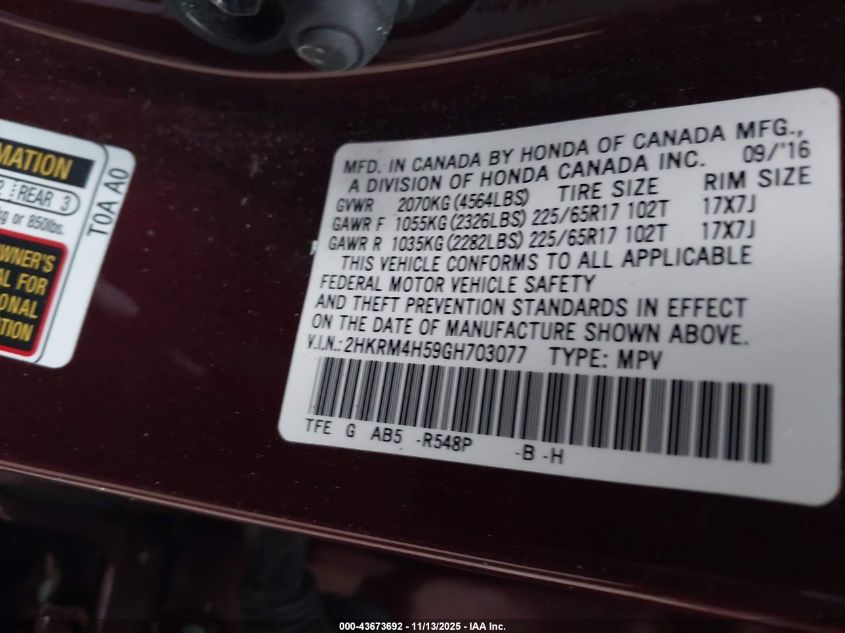 MATION
2 REAR 3
kg or 850lbs.
OWNER'S
AL FOR
IONAL
ATION
T0A A0
MFD. IN CANADA BY HONDA OF CANADA MFG.,
A DIVISION OF HONDA CANADA INC. 09/'16
GVWR 2070KG (4564LBS) TIRE SIZE RIM SIZE
GAWR F 1055KG (2326LBS) 225/65R17 102T 17X7J
GAWR R 1035KG (2282LBS) 225/65R17 102T 17X7J
THIS VEHICLE CONFORMS TO ALL APPLICABLE
FEDERAL MOTOR VEHICLE SAFETY
AND THEFT PREVENTION STANDARDS IN EFFECT
ON THE DATE OF MANUFACTURE SHOWN ABOVE.
V.I.N.: 2HKRM4H59GH703077 TYPE: MPV
TFE G AB5 -R548P -B -H
000-43673692 - 11/13/2025 - IAA Inc.